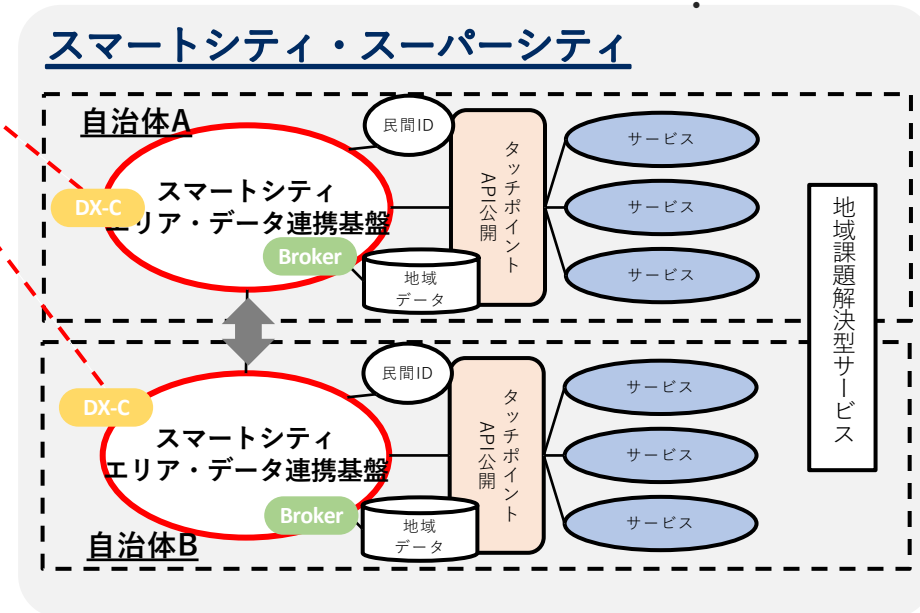 スマートシティ・スーパーシティ
自治体A
民間ID
スマートシティ
エリア・データ連携基盤
DX-C
Broker
地域
データ
タッチポイント
API公開
サービス
サービス
サービス
地域課題解決型サービス
民間ID
DX-C
スマートシティ
エリア・データ連携基盤
Broker
地域
データ
タッチポイント
API公開
サービス
サービス
サービス
自治体B